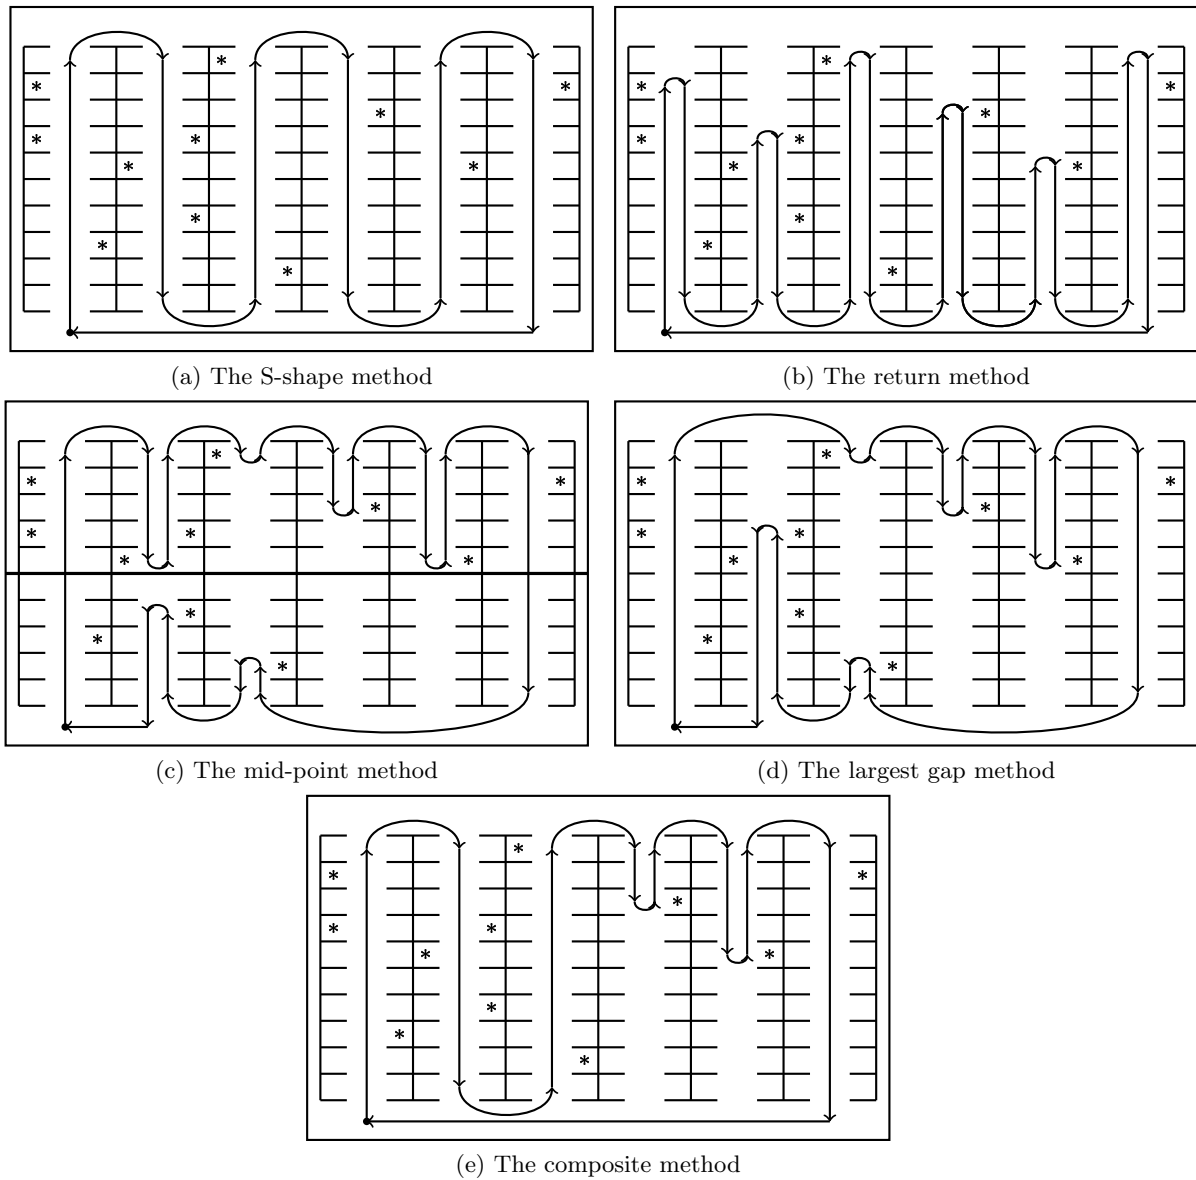 (a) The S-shape method
(b) The return method
(c) The mid-point method
(d) The largest gap method
(e) The composite method